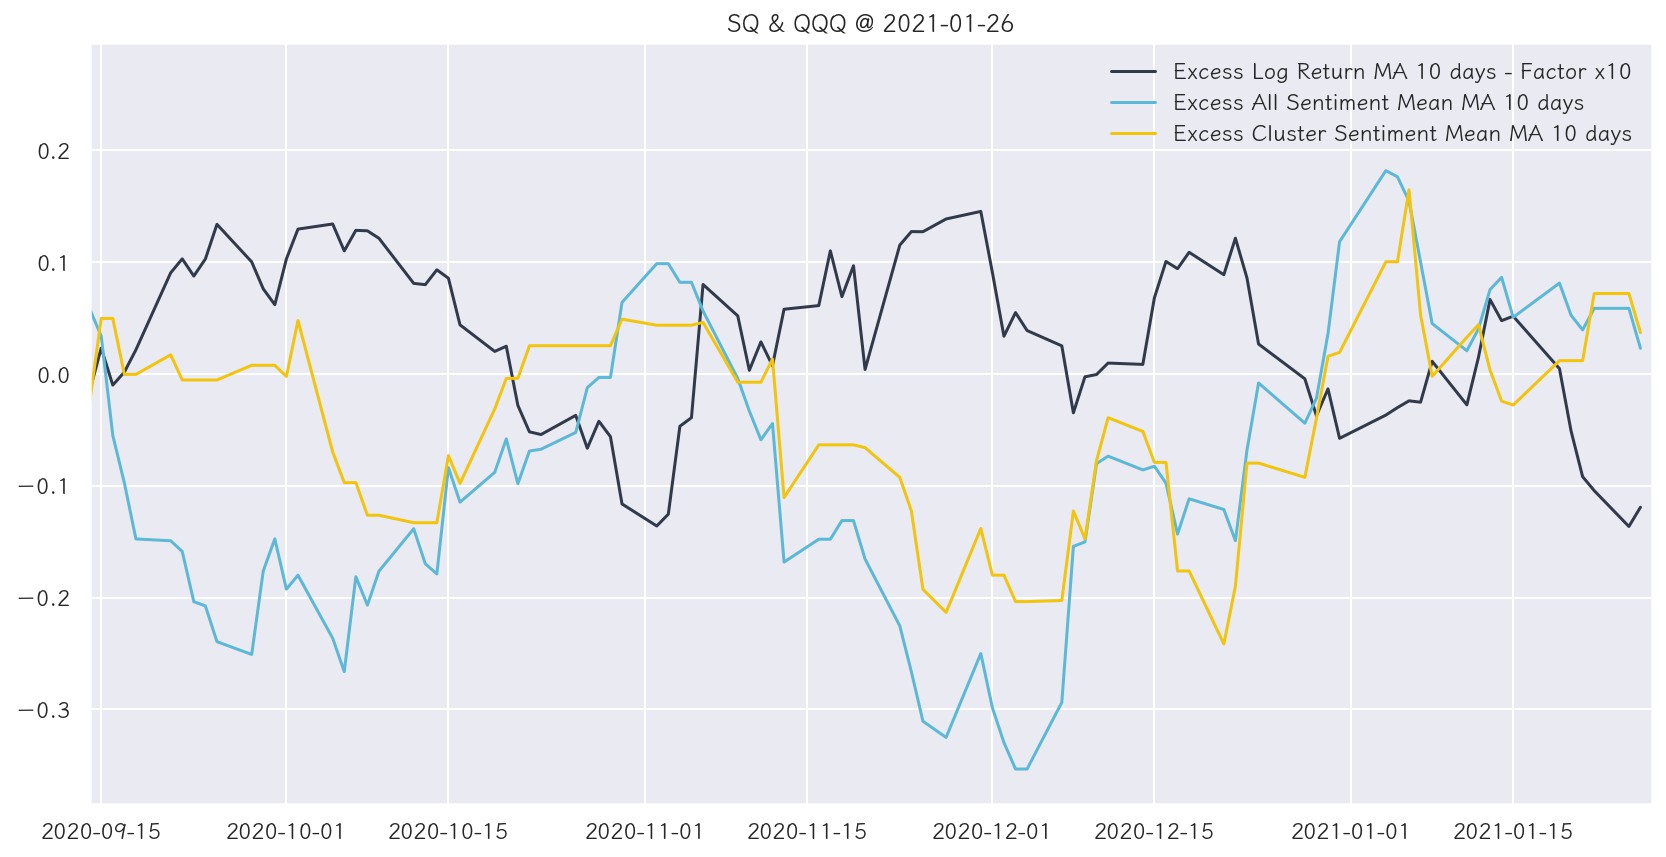 SQ & QQQ @ 2021-01-26
Excess Log Return MA 10 days - Factor x10
Excess All Sentiment Mean MA 10 days
Excess Cluster Sentiment Mean MA 10 days
0.2
0.1
0.0
−0.1
−0.2
−0.3
2020-09-15 2020-10-01 2020-10-15 2020-11-01 2020-11-15 2020-12-01 2020-12-15 2021-01-01 2021-01-15